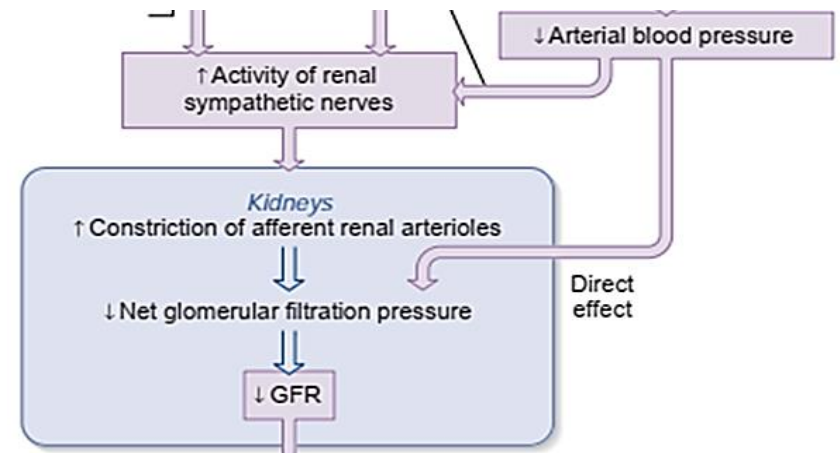 ↓Arterial blood pressure
↑Activity of renal
sympathetic nerves
Kidneys
↑Constriction of afferent renal arterioles
↓Net glomerular filtration pressure
Direct
effect
↓GFR